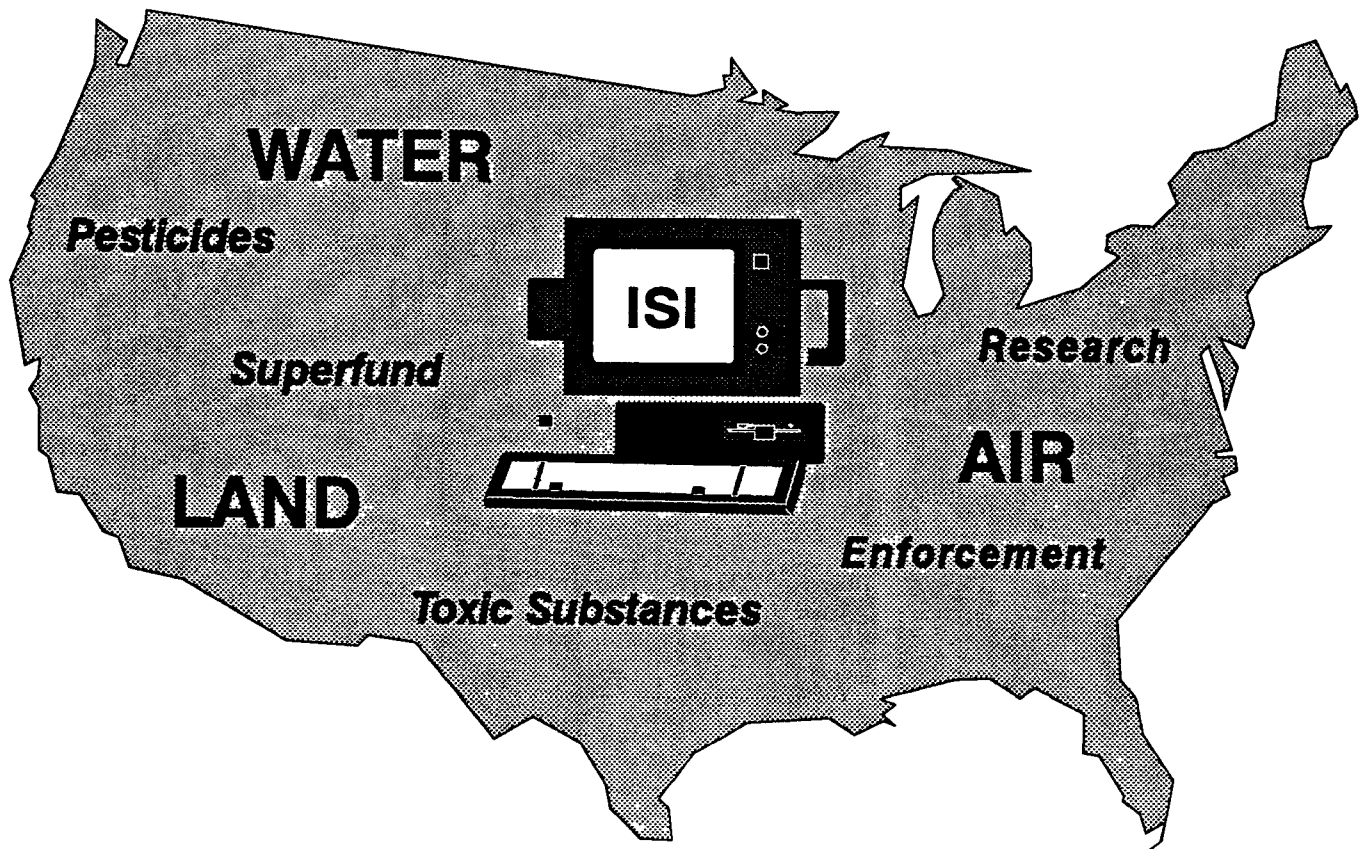 WATER
Pesticides
ISI
Research
Superfund
AIR
LAND
Enforcement
Toxic Substances